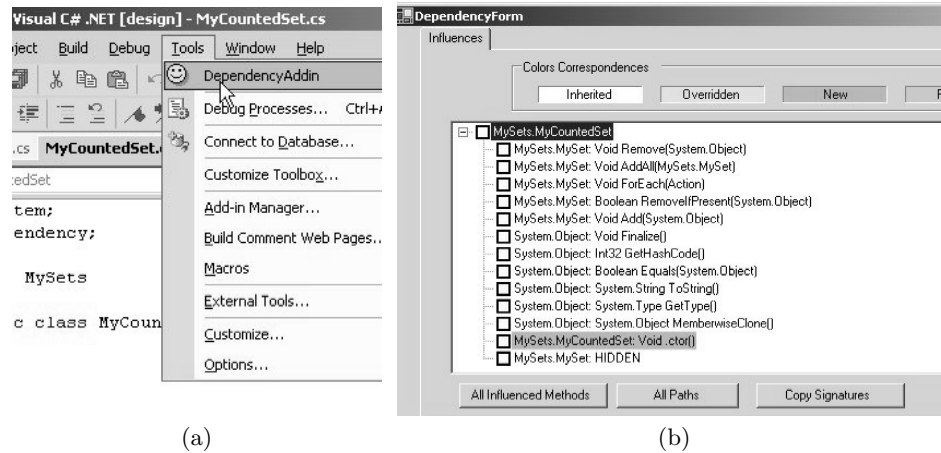 Visual C# .NET [design] - MyCountedSet.cs
ject Build Debug Tools Window Help
DependencyAddin
Debug Processes... Ctrl+A
Connect to Database...
.cs MyCountedSet.
Customize Toolbox...
edSet
tem;
Add-in Manager...
endency;
Build Comment Web Pages..
MySets
Macros
External Tools...
c class MyCoun
Customize...
Options...
(a)
DependencyForm
Influences
Colors Correspondences
Inherited Overridden New
MySets.MyCountedSet
MySets.MySet: Void Remove(System.Object)
MySets.MySet: Void AddAll(MySets.MySet)
MySets.MySet: Void ForEach(Action)
MySets.MySet: Boolean RemoveIfPresent(System.Object)
MySets.MySet: Void Add(System.Object)
System.Object: Void Finalize()
System.Object: Int32 GetHashCode()
System.Object: Boolean Equals(System.Object)
System.Object: System.String ToString()
System.Object: System.Type GetType()
System.Object: System.Object MemberwiseClone()
MySets.MyCountedSet: Void .ctor()
MySets.MySet: HIDDEN
All Influenced Methods All Paths Copy Signatures
(b)